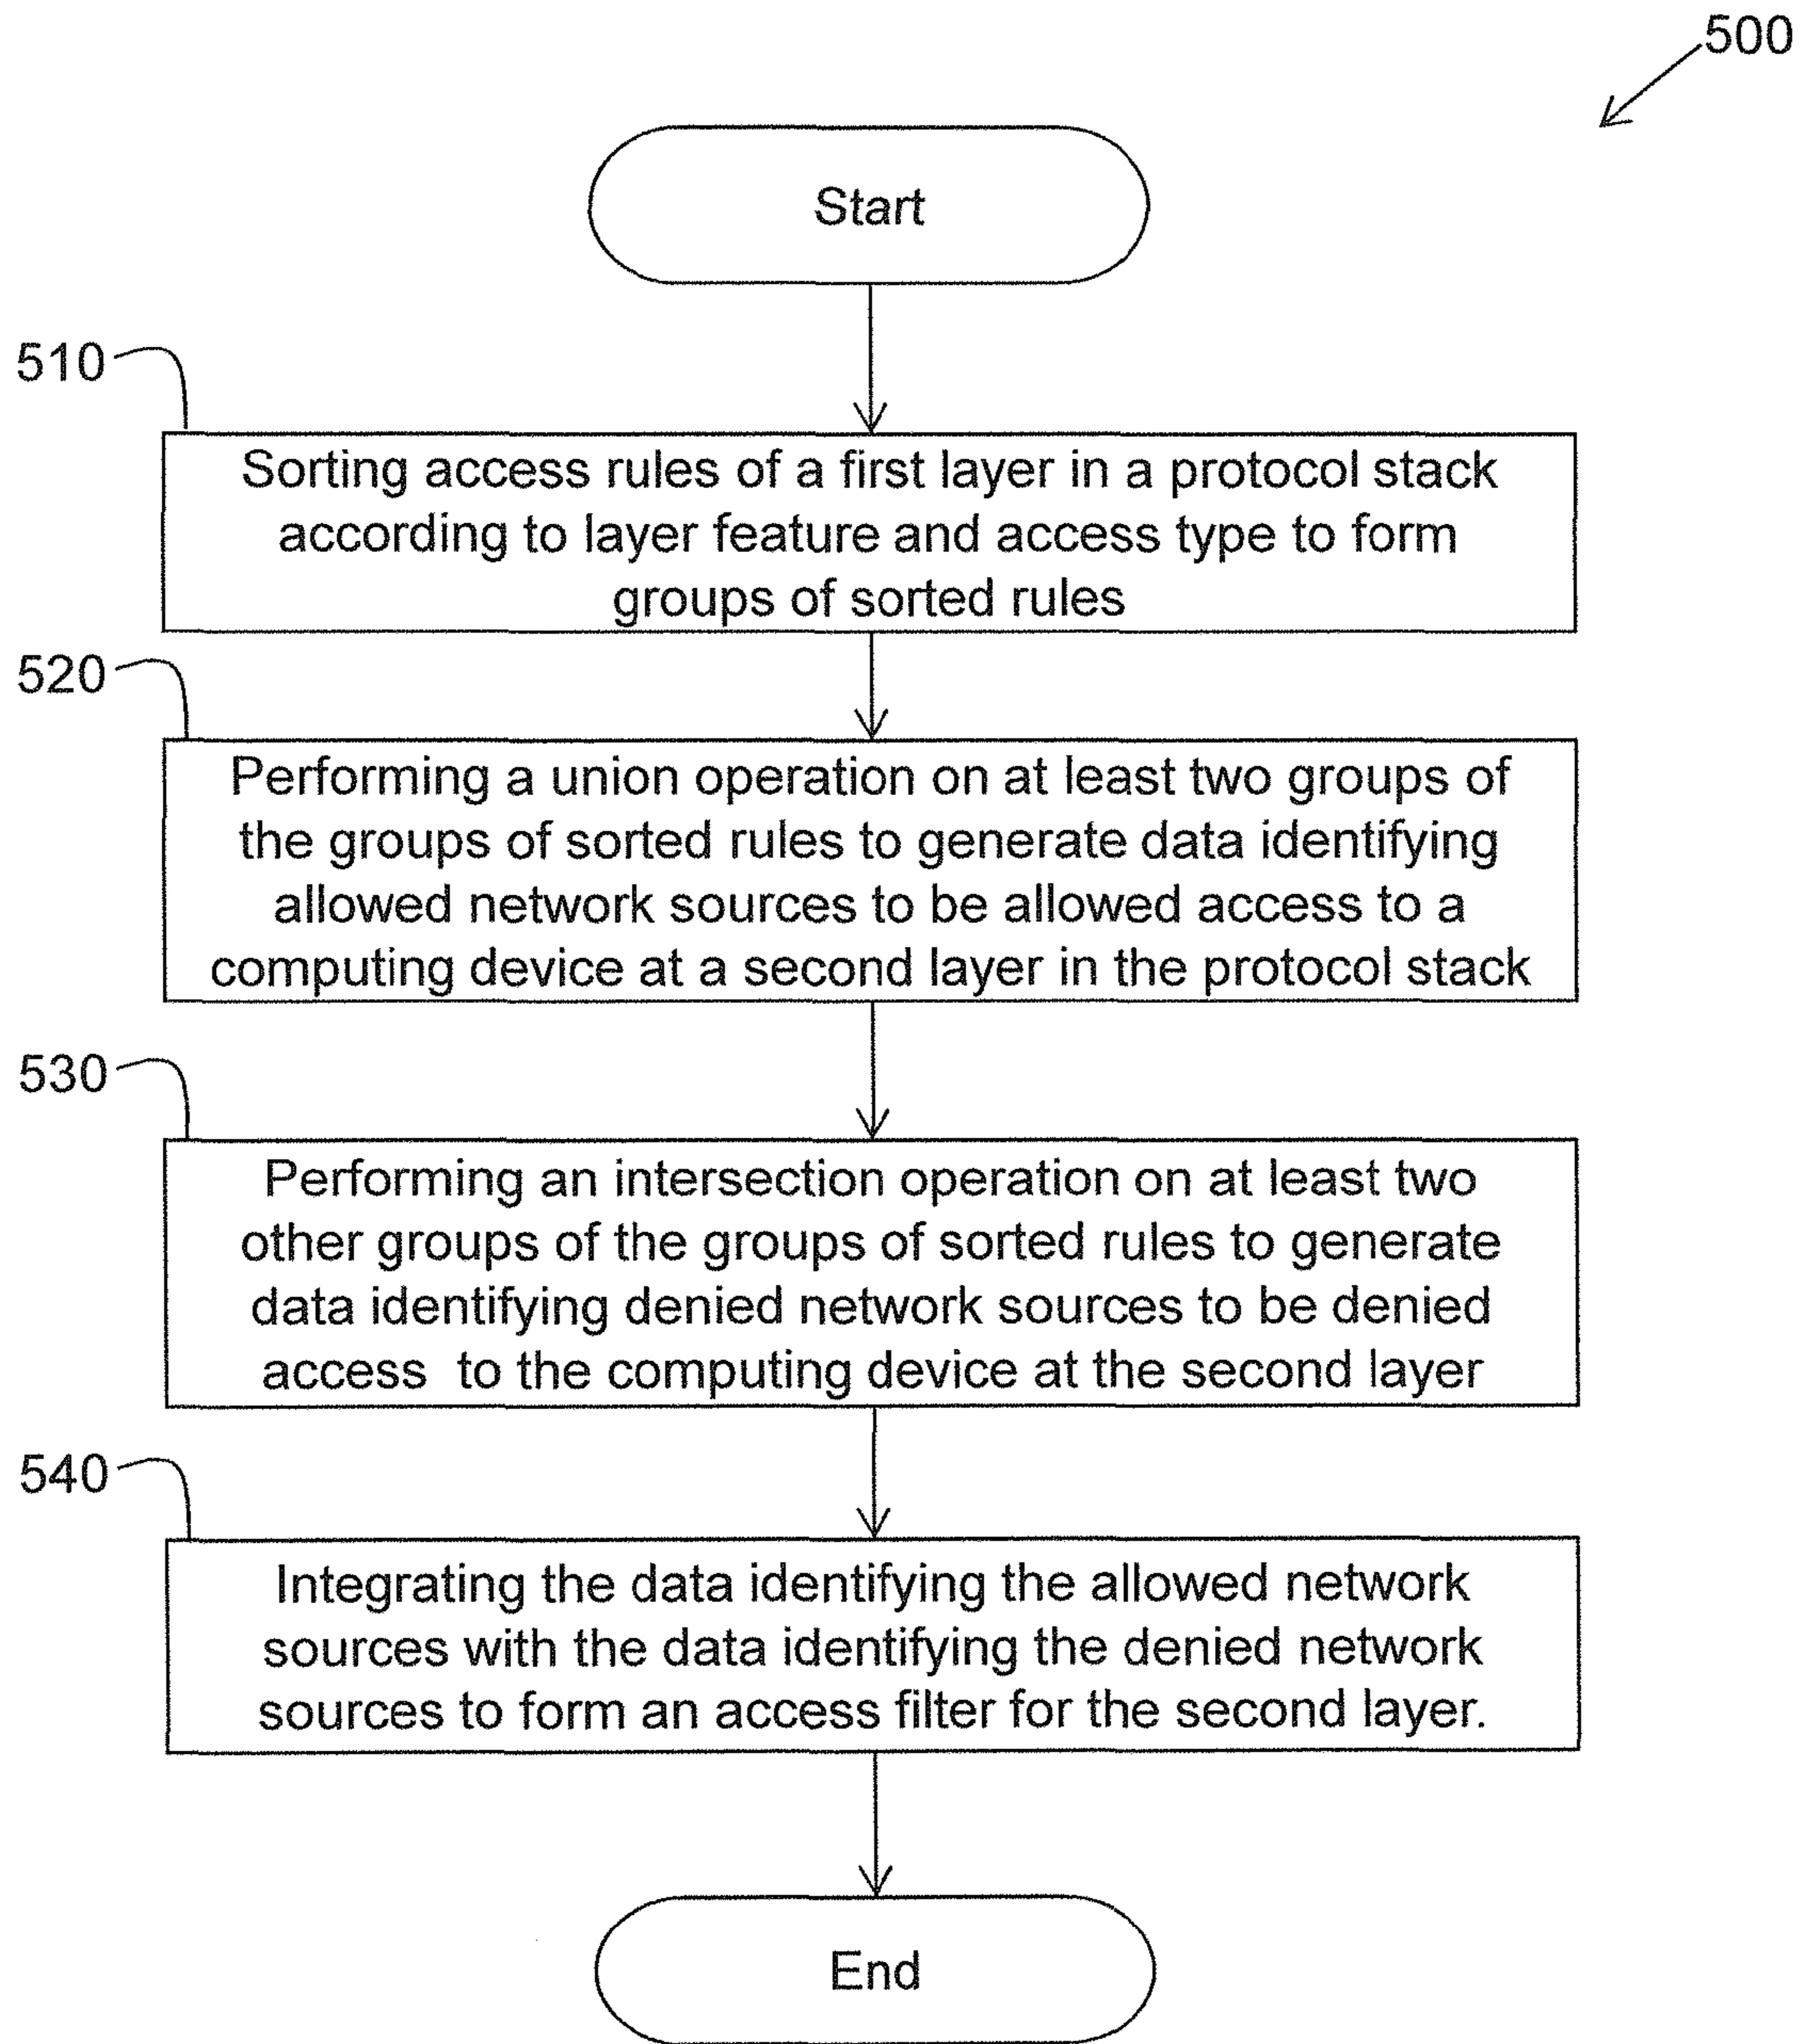 500
Start
510
Sorting access rules of a first layer in a protocol stack
according to layer feature and access type to form
groups of sorted rules
520
Performing a union operation on at least two groups of
the groups of sorted rules to generate data identifying
allowed network sources to be allowed access to a
computing device at a second layer in the protocol stack
530
Performing an intersection operation on at least two
other groups of the groups of sorted rules to generate
data identifying denied network sources to be denied
access to the computing device at the second layer
540
Integrating the data identifying the allowed network
sources with the data identifying the denied network
sources to form an access filter for the second layer.
End